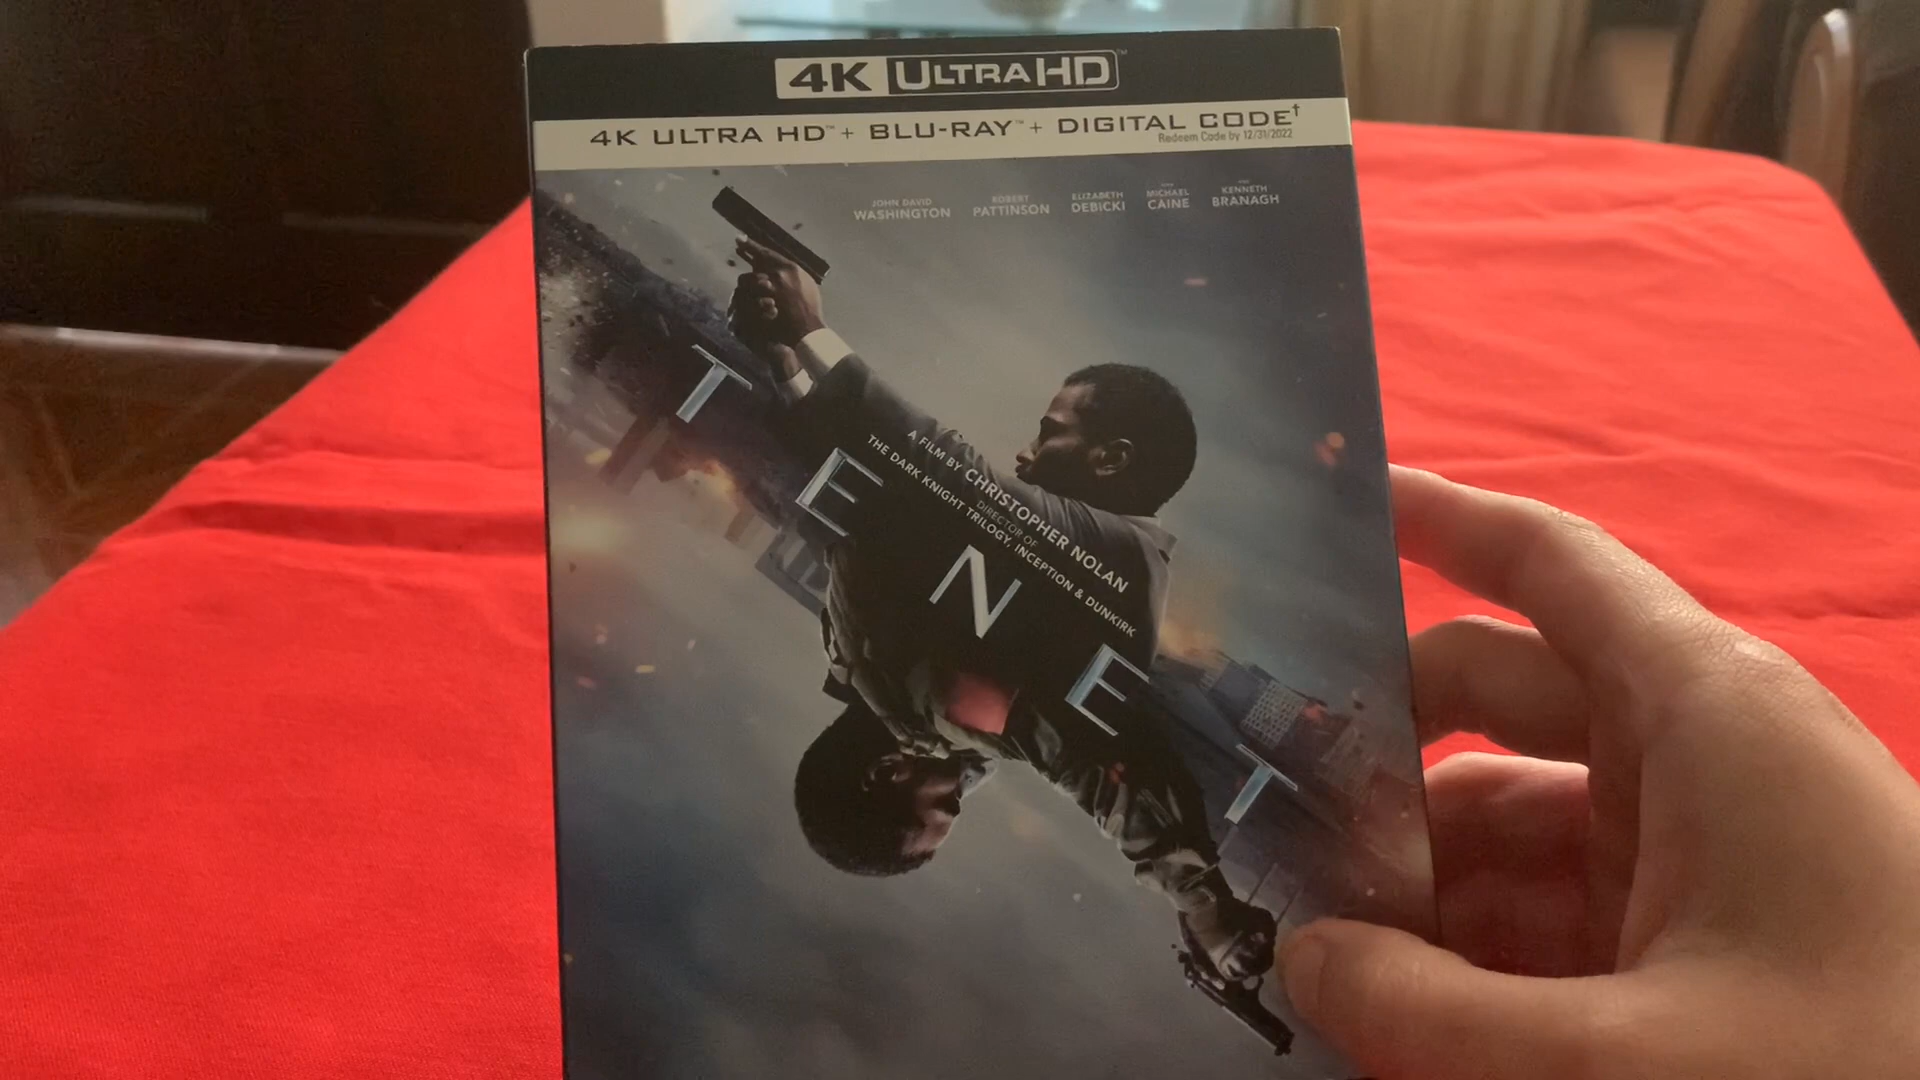 4K ULTRA HD™
4K ULTRA HD™ + BLU-RAY™ + DIGITAL CODE†
Redeem Code by 12/31/2022
JOHN DAVID WASHINGTON
ROBERT PATTINSON
ELIZABETH DEBICKI
MICHAEL CAINE
KENNETH BRANAGH
A FILM BY CHRISTOPHER NOLAN
DIRECTOR OF
THE DARK KNIGHT TRILOGY, INCEPTION & DUNKIRK
TENET